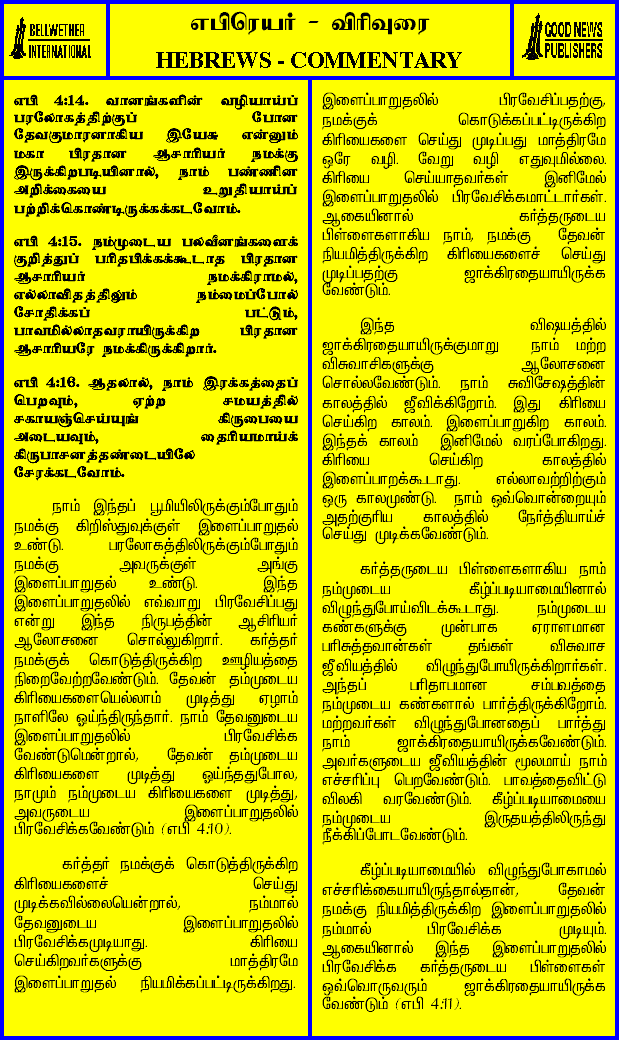 BELLWETHER
INTERNATIONAL
எபிரெயர் - விரிவுரை
HEBREWS - COMMENTARY
GOOD NEWS
PUBLISHERS
எபி 4:14. வானங்களின் வழியாய்ப்
பரலோகத்திற்குப் போன
தேவகுமாரனாகிய இயேசு என்னும்
மகா பிரதான ஆசாரியர் நமக்கு
இருக்கிறபடியினால், நாம் பண்ணின
அறிக்கையை உறுதியாய்ப்
பற்றிக்கொண்டிருக்கக்கடவோம்.
எபி 4:15. நம்முடைய பலவீனங்களைக்
குறித்துப் பரிதபிக்கக்கூடாத பிரதான
ஆசாரியர் நமக்கிராமல்,
எல்லாவிதத்திலும் நம்மைப்போல்
சோதிக்கப் பட்டும்,
பாவமில்லாதவராயிருக்கிற பிரதான
ஆசாரியரே நமக்கிருக்கிறார்.
எபி 4:16. ஆதலால், நாம் இரக்கத்தைப்
பெறவும், ஏற்ற சமயத்தில்
சகாயஞ்செய்யுங் கிருபையை
அடையவும், தைரியமாய்க்
கிருபாசனத்தண்டையிலே
சேரக்கடவோம்.
நாம் இந்தப் பூமியிலிருக்கும்போதும்
நமக்கு கிறிஸ்துவுக்குள் இளைப்பாறுதல்
உண்டு. பரலோகத்திலிருக்கும்போதும்
நமக்கு அவருக்குள் அங்கு
இளைப்பாறுதல் உண்டு. இந்த
இளைப்பாறுதலில் எவ்வாறு பிரவேசிப்பது
என்று இந்த நிருபத்தின் ஆசிரியர்
ஆலோசனை சொல்லுகிறார். கர்த்தர்
நமக்குக் கொடுத்திருக்கிற ஊழியத்தை
நிறைவேற்றவேண்டும். தேவன் தம்முடைய
கிரியைகளையெல்லாம் முடித்து ஏழாம்
நாளிலே ஓய்ந்திருந்தார். நாம் தேவனுடைய
இளைப்பாறுதலில் பிரவேசிக்க
வேண்டுமென்றால், தேவன் தம்முடைய
கிரியைகளை முடித்து ஓய்ந்ததுபோல,
நாமும் நம்முடைய கிரியைகளை முடித்து,
அவருடைய இளைப்பாறுதலில்
பிரவேசிக்கவேண்டும் (எபி 4:10).
கர்த்தர் நமக்குக் கொடுத்திருக்கிற
கிரியைகளைச் செய்து
முடிக்கவில்லையென்றால், நம்மால்
தேவனுடைய இளைப்பாறுதலில்
பிரவேசிக்கமுடியாது. கிரியை
செய்கிறவர்களுக்கு மாத்திரமே
இளைப்பாறுதல் நியமிக்கப்பட்டிருக்கிறது.
இளைப்பாறுதலில் பிரவேசிப்பதற்கு,
நமக்குக் கொடுக்கப்பட்டிருக்கிற
கிரியைகளை செய்து முடிப்பது மாத்திரமே
ஒரே வழி. வேறு வழி எதுவுமில்லை.
கிரியை செய்யாதவர்கள் இனிமேல்
இளைப்பாறுதலில் பிரவேசிக்கமாட்டார்கள்.
ஆகையினால் கர்த்தருடைய
பிள்ளைகளாகிய நாம், நமக்கு தேவன்
நியமித்திருக்கிற கிரியைகளைச் செய்து
முடிப்பதற்கு ஜாக்கிரதையாயிருக்க
வேண்டும்.
இந்த விஷயத்தில்
ஜாக்கிரதையாயிருக்குமாறு நாம் மற்ற
விசுவாசிகளுக்கு ஆலோசனை
சொல்லவேண்டும். நாம் சுவிசேஷத்தின்
காலத்தில் ஜீவிக்கிறோம். இது கிரியை
செய்கிற காலம். இளைப்பாறுகிற காலம்.
இந்தக் காலம் இனிமேல் வரப்போகிறது.
கிரியை செய்கிற காலத்தில்
இளைப்பாறக்கூடாது. எல்லாவற்றிற்கும்
ஒரு காலமுண்டு. நாம் ஒவ்வொன்றையும்
அதற்குரிய காலத்தில் நேர்த்தியாய்ச்
செய்து முடிக்கவேண்டும்.
கர்த்தருடைய பிள்ளைகளாகிய நாம்
நம்முடைய கீழ்ப்படியாமையினால்
விழுந்துபோய்விடக்கூடாது. நம்முடைய
கண்களுக்கு முன்பாக ஏராளமான
பரிசுத்தவான்கள் தங்கள் விசுவாச
ஜீவியத்தில் விழுந்துபோயிருக்கிறார்கள்.
அந்தப் பரிதாபமான சம்பவத்தை
நம்முடைய கண்களால் பார்த்திருக்கிறோம்.
மற்றவர்கள் விழுந்துபோனதைப் பார்த்து
நாம் ஜாக்கிரதையாயிருக்கவேண்டும்.
அவர்களுடைய ஜீவியத்தின் மூலமாய் நாம்
எச்சரிப்பு பெறவேண்டும். பாவத்தைவிட்டு
விலகி வரவேண்டும். கீழ்ப்படியாமையை
நம்முடைய இருதயத்திலிருந்து
நீக்கிப்போடவேண்டும்.
கீழ்ப்படியாமையில் விழுந்துபோகாமல்
எச்சரிக்கையாயிருந்தால்தான், தேவன்
நமக்கு நியமித்திருக்கிற இளைப்பாறுதலில்
நம்மால் பிரவேசிக்க முடியும்.
ஆகையினால் இந்த இளைப்பாறுதலில்
பிரவேசிக்க கர்த்தருடைய பிள்ளைகள்
ஒவ்வொருவரும் ஜாக்கிரதையாயிருக்க
வேண்டும் (எபி 4:11).